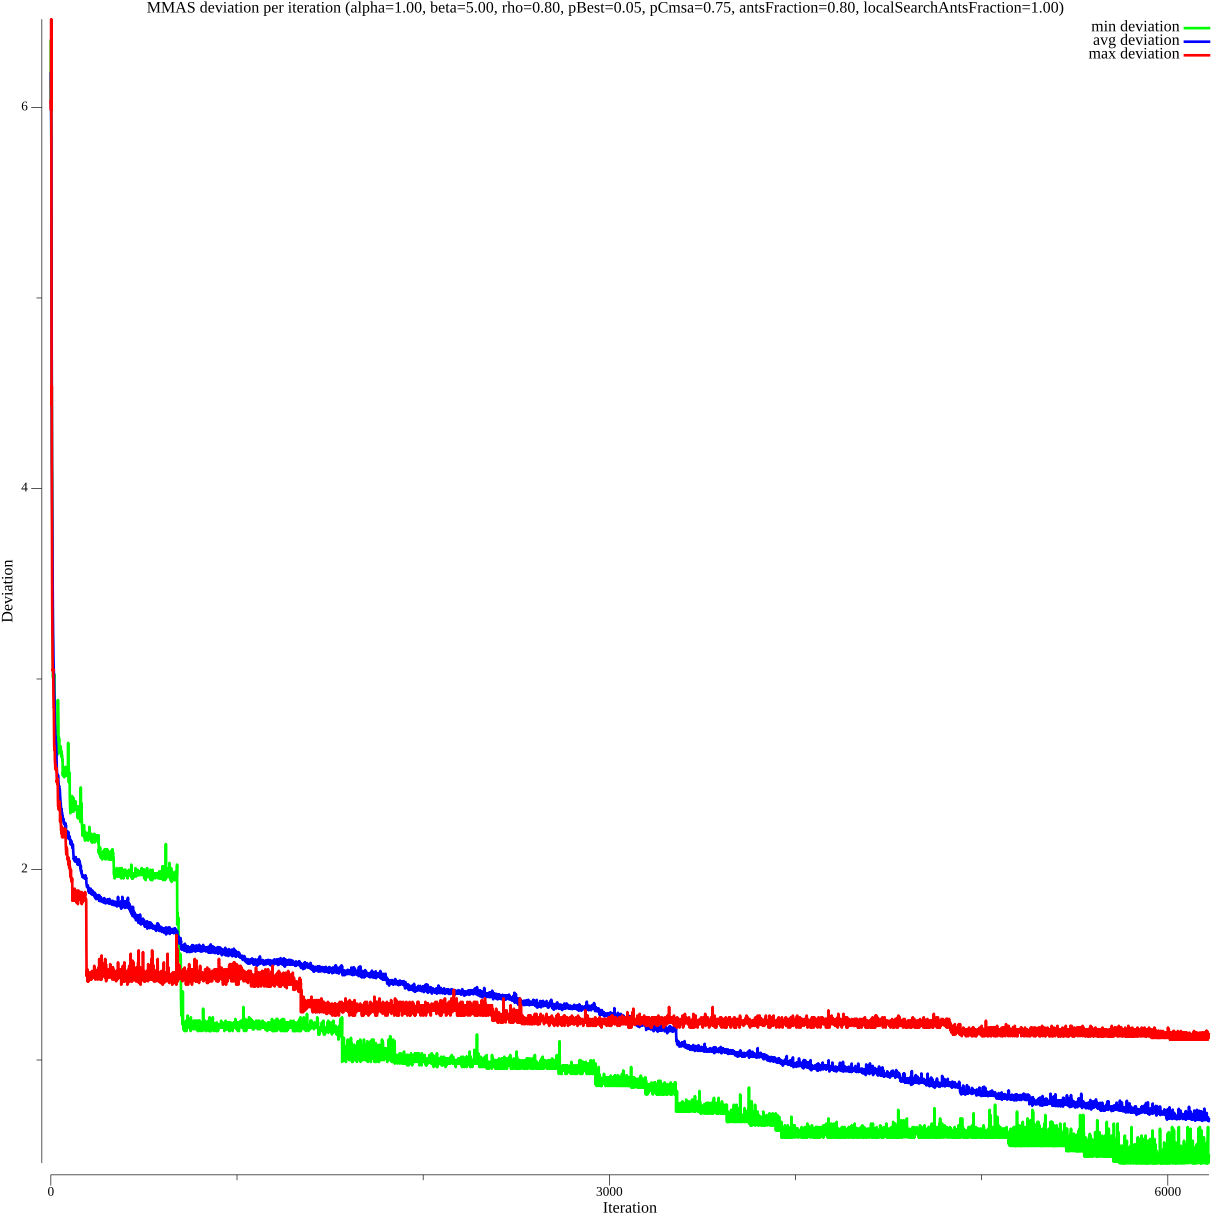 MMAS deviation per iteration (alpha=1.00, beta=5.00, rho=0.80, pBest=0.05, pCmsa=0.75, antsFraction=0.80, localSearchAntsFraction=1.00)
min deviation
avg deviation
max deviation
6
4
2
Deviation
0
3000
6000
Iteration